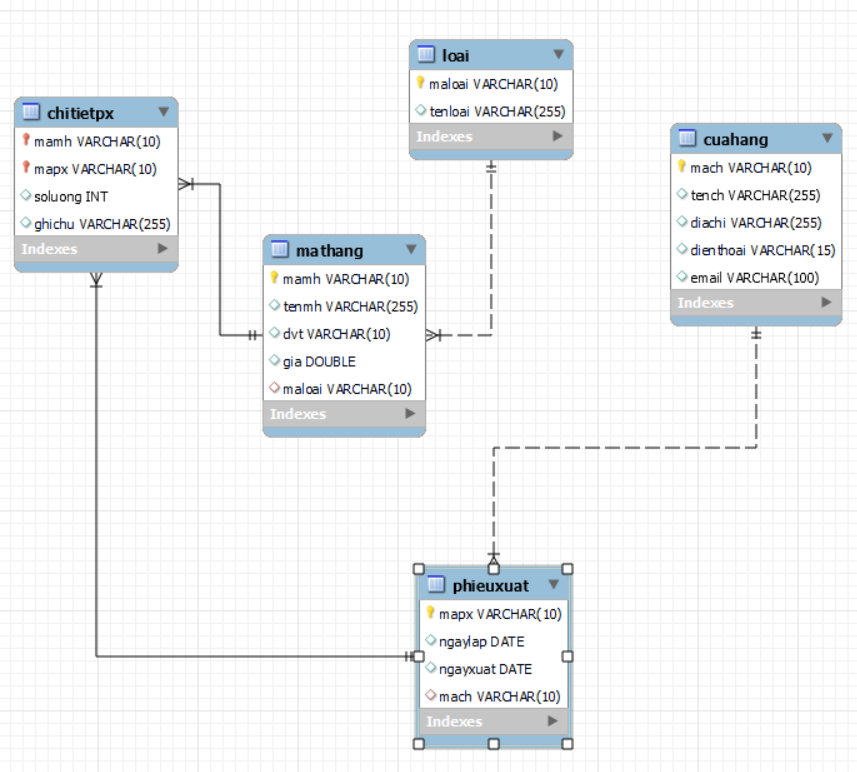 loai
maloai VARCHAR(10)
tenloai VARCHAR(255)
Indexes
chitietpx
mamh VARCHAR(10)
mapx VARCHAR(10)
soluong INT
ghichu VARCHAR(255)
Indexes
cuahang
mach VARCHAR(10)
tench VARCHAR(255)
diachi VARCHAR(255)
dienthoai VARCHAR(15)
email VARCHAR(100)
Indexes
mathang
mamh VARCHAR(10)
tenmh VARCHAR(255)
dvt VARCHAR(10)
gia DOUBLE
maloai VARCHAR(10)
Indexes
phieuxuat
mapx VARCHAR(10)
ngaylap DATE
ngayxuat DATE
mach VARCHAR(10)
Indexes